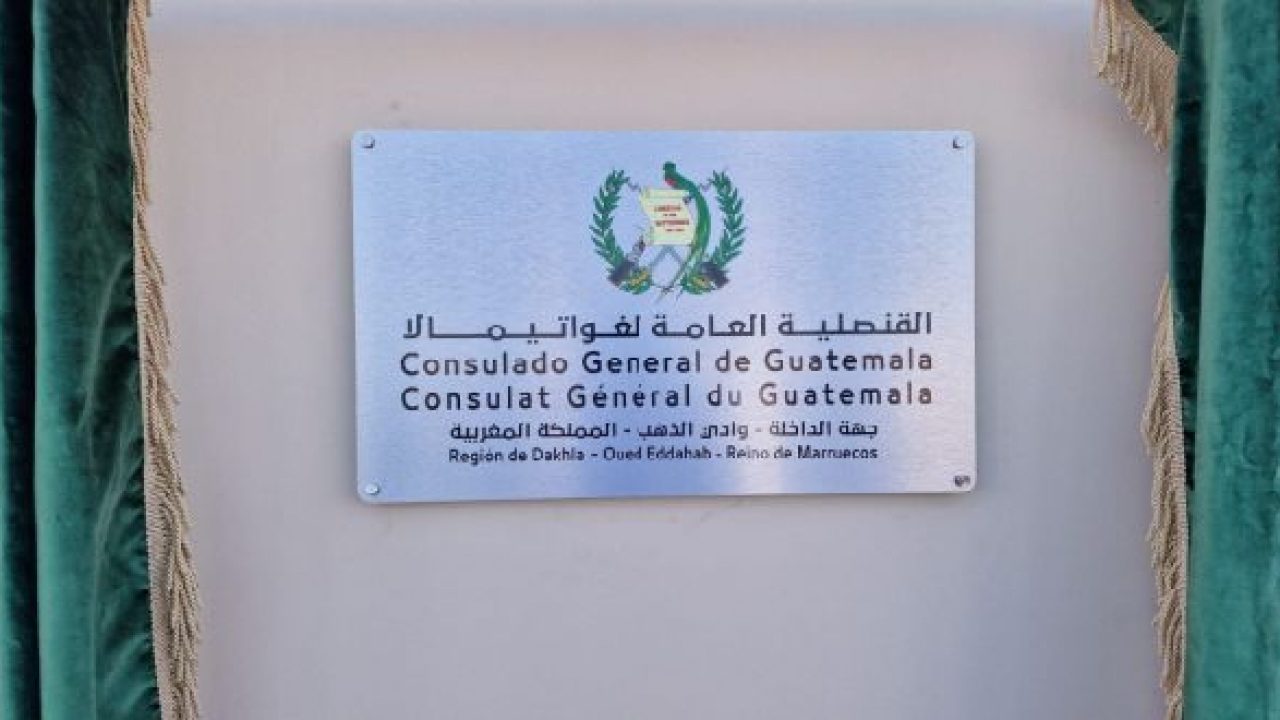 القنصلية العامة لغواتيمالا
Consulado General de Guatemala
Consulat Général du Guatemala
جهة الداخلة - وادي الذهب - المملكة المغربية
Región de Dakhla - Oued Eddahab - Reino de Marruecos